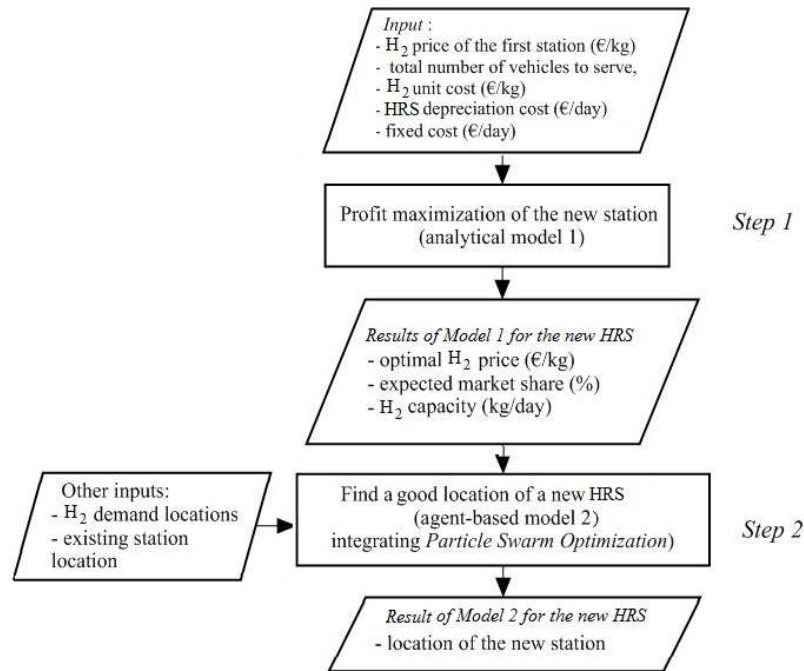 Input :
- H2 price of the first station (€/kg)
- total number of vehicles to serve,
- H2 unit cost (€/kg)
- HRS depreciation cost (€/day)
- fixed cost (€/day)
Profit maximization of the new station
(analytical model 1)
Step 1
Results of Model 1 for the new HRS
- optimal H2 price (€/kg)
- expected market share (%)
- H2 capacity (kg/day)
Other inputs:
- H2 demand locations
- existing station
location
Find a good location of a new HRS
(agent-based model 2)
integrating Particle Swarm Optimization)
Step 2
Result of Model 2 for the new HRS
- location of the new station